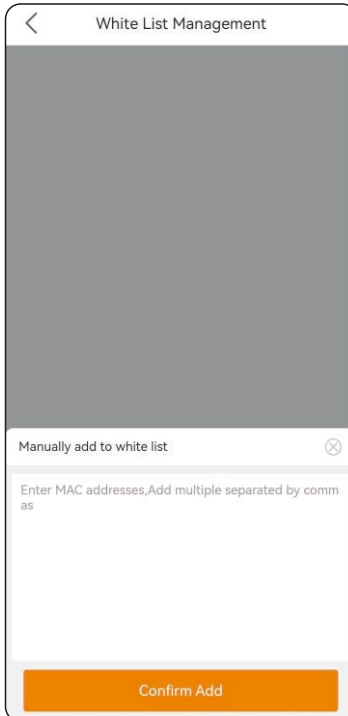 White List Management
Manually add to white list
Enter MAC addresses,Add multiple separated by comm
as
Confirm Add